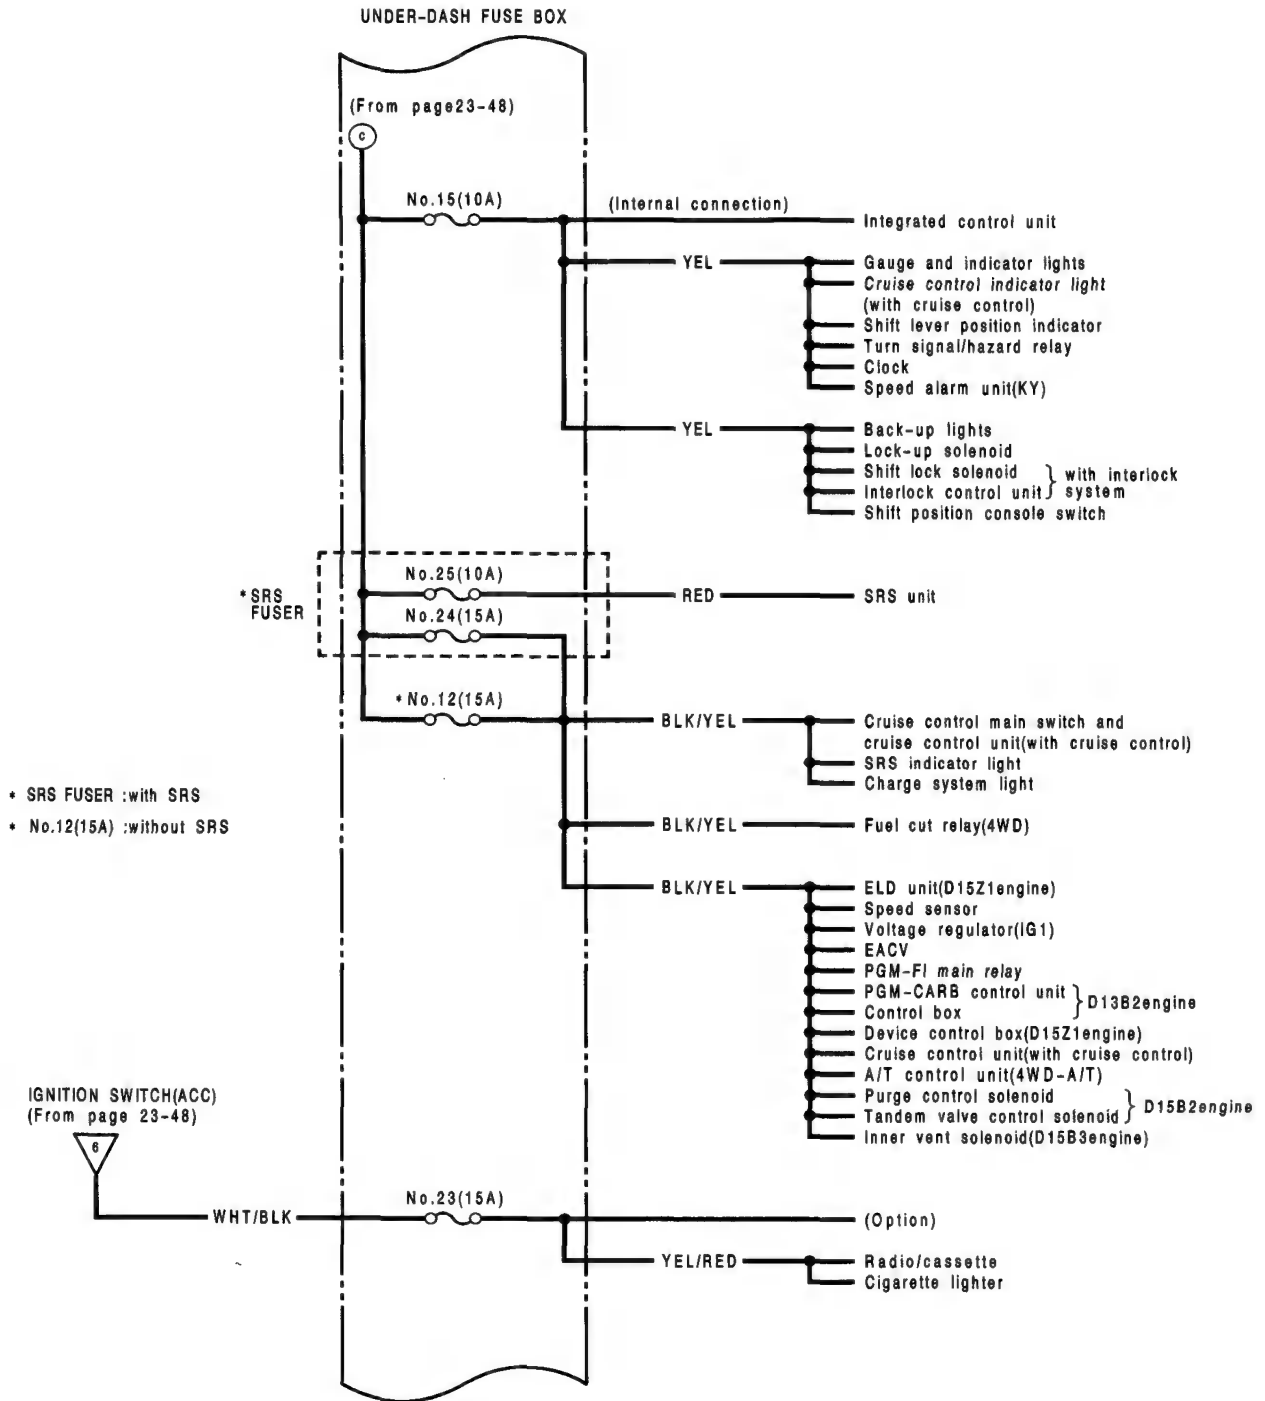 UNDER-DASH FUSE BOX
(From page23-48)
c
No.15(10A)
(Internal connection)
Integrated control unit
YEL
Gauge and indicator lights
Cruise control indicator light
(with cruise control)
Shift lever position indicator
Turn signal/hazard relay
Clock
Speed alarm unit(KY)
YEL
Back-up lights
Lock-up solenoid
Shift lock solenoid
Interlock control unit
with interlock
system
Shift position console switch
*SRS
FUSER
No.25(10A)
RED
SRS unit
No.24(15A)
*No.12(15A)
BLK/YEL
Cruise control main switch and
cruise control unit(with cruise control)
SRS indicator light
Charge system light
* SRS FUSER :with SRS
* No.12(15A) :without SRS
BLK/YEL
Fuel cut relay(4WD)
BLK/YEL
ELD unit(D15Z1engine)
Speed sensor
Voltage regulator(IG1)
EACV
PGM-FI main relay
PGM-CARB control unit
Control box
D13B2engine
Device control box(D15Z1engine)
Cruise control unit(with cruise control)
A/T control unit(4WD-A/T)
Purge control solenoid
Tandem valve control solenoid
D15B2engine
Inner vent solenoid(D15B3engine)
IGNITION SWITCH(ACC)
(From page 23-48)
6
WHT/BLK
No.23(15A)
(Option)
YEL/RED
Radio/cassette
Cigarette lighter